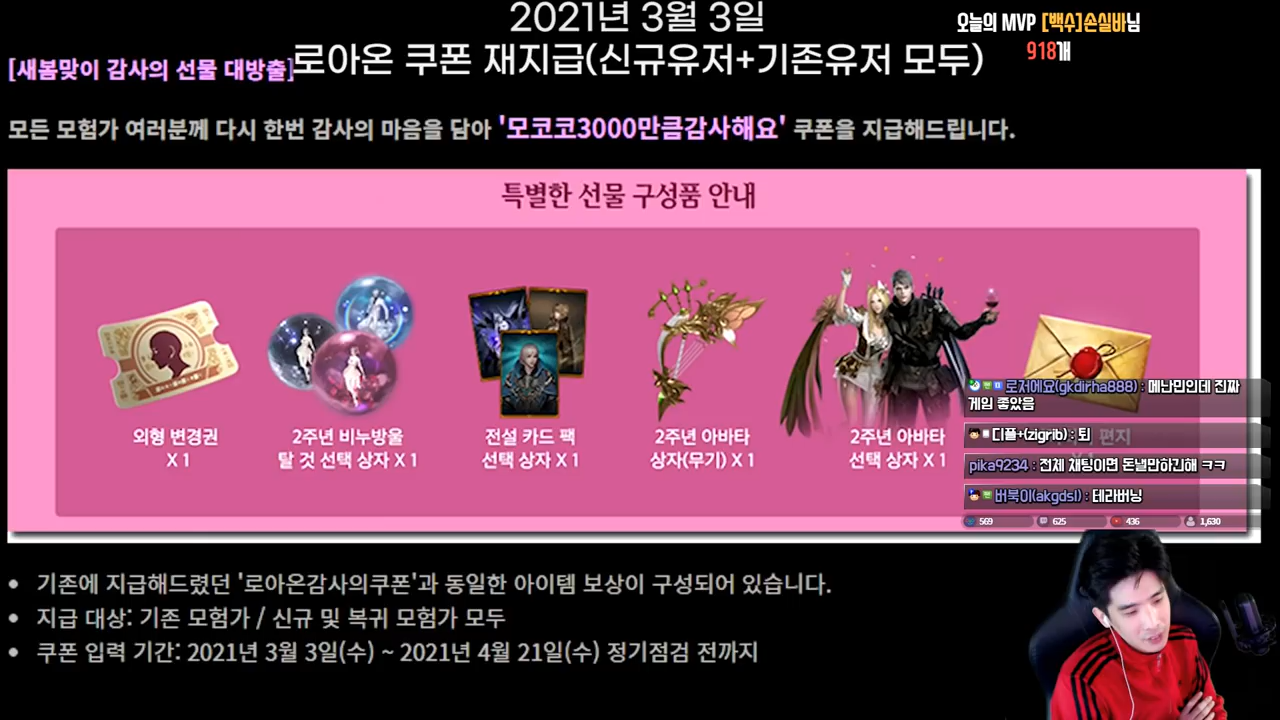 2021년 3월 3일
로아온 쿠폰 재지급(신규유저+기존유저 모두)
오늘의 MVP [백수]손실바님
918개
[새봄맞이 감사의 선물 대방출]
모든 모험가 여러분께 다시 한번 감사의 마음을 담아 '모코코3000만큼감사해요' 쿠폰을 지급해드립니다.
특별한 선물 구성품 안내
외형 변경권
X 1
2주년 비누방울
탈 것 선택 상자 X 1
전설 카드 팩
선택 상자 X 1
2주년 아바타
상자(무기) X 1
2주년 아바타
선택 상자 X 1
편지
로저에요(gkdirha888) : 메난민인데 진짜
게임 좋았음
디플+(zigrib) : 퇴
pika9234 : 전체 채팅이면 돈낼만하긴해 ㅋㅋ
버북이(akgdsl) : 테라버닝
569
625
436
1,630
• 기존에 지급해드렸던 '로아온감사의쿠폰'과 동일한 아이템 보상이 구성되어 있습니다.
• 지급 대상: 기존 모험가 / 신규 및 복귀 모험가 모두
• 쿠폰 입력 기간: 2021년 3월 3일(수) ~ 2021년 4월 21일(수) 정기점검 전까지